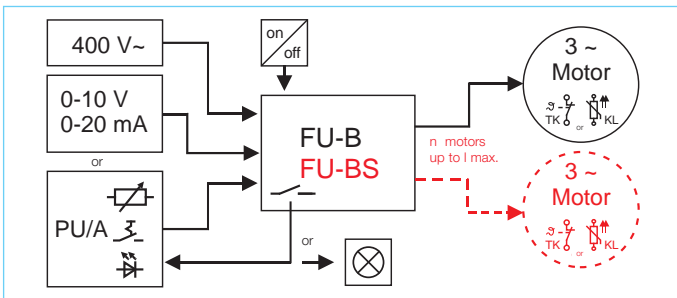 400 V~
0-10 V
0-20 mA
or
PU/A
on
off
FU-B
FU-BS
or
n motors
up to I max.
3 ~
Motor
ϑ
TK or KL
3 ~
Motor
ϑ
TK or KL